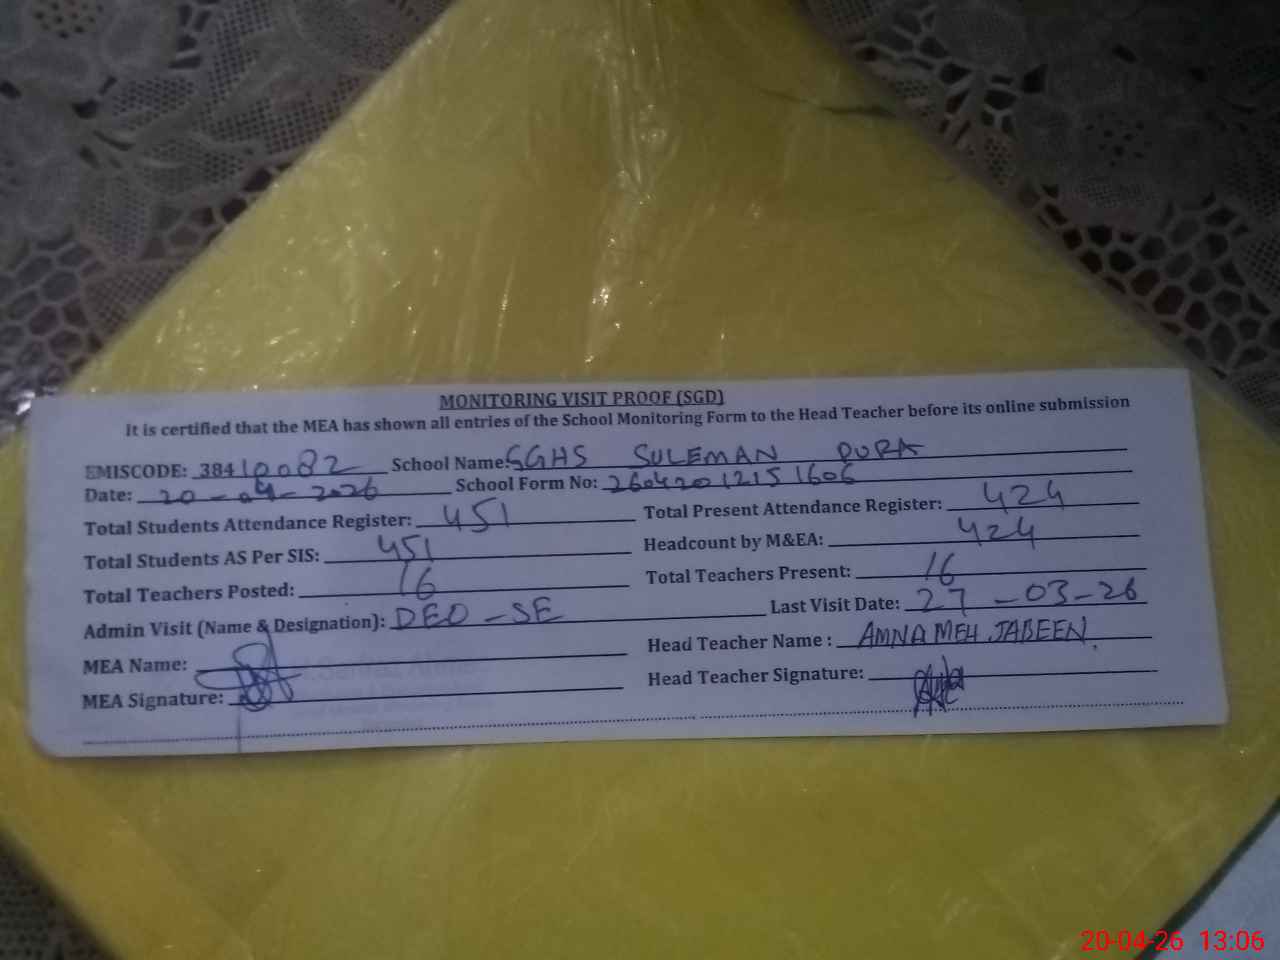 MONITORING VISIT PROOF (SGD)
It is certified that the MEA has shown all entries of the School Monitoring Form to the Head Teacher before its online submission
EMISCODE: 38410082 School Name: GGHS SULEMAN PURA
Date: 20-04-2026 School Form No: 2604201215 1606
Total Students Attendance Register: 451 Total Present Attendance Register: 424
Total Students AS Per SIS: 451 Headcount by M&EA: 424
Total Teachers Posted: 16 Total Teachers Present: 16
Admin Visit (Name & Designation): DEO-SE Last Visit Date: 27-03-26
MEA Name: Head Teacher Name : AMNA MEH JABEEN
MEA Signature: Head Teacher Signature:
20-04-26 13:06